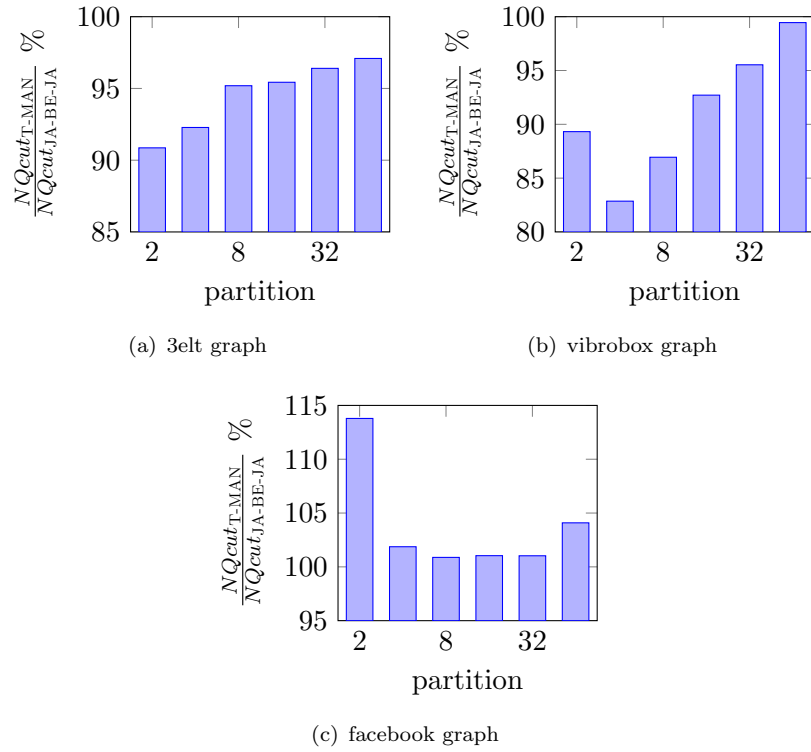 100
95
90
85
2 8 32
partition
NQcut_T-MAN / NQcut_JA-BE-JA %
(a) 3elt graph
100
95
90
85
80
2 8 32
partition
NQcut_T-MAN / NQcut_JA-BE-JA %
(b) vibrobox graph
115
110
105
100
95
2 8 32
partition
NQcut_T-MAN / NQcut_JA-BE-JA %
(c) facebook graph